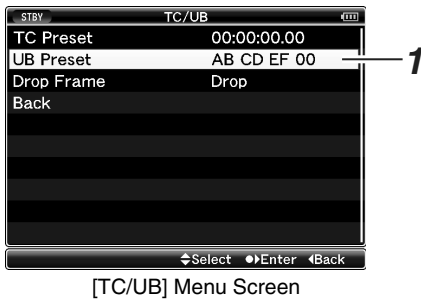 STBY TC/UB
TC Preset 00:00:00.00
UB Preset AB CD EF 00 1
Drop Frame Drop
Back
Select Enter Back
[TC/UB] Menu Screen